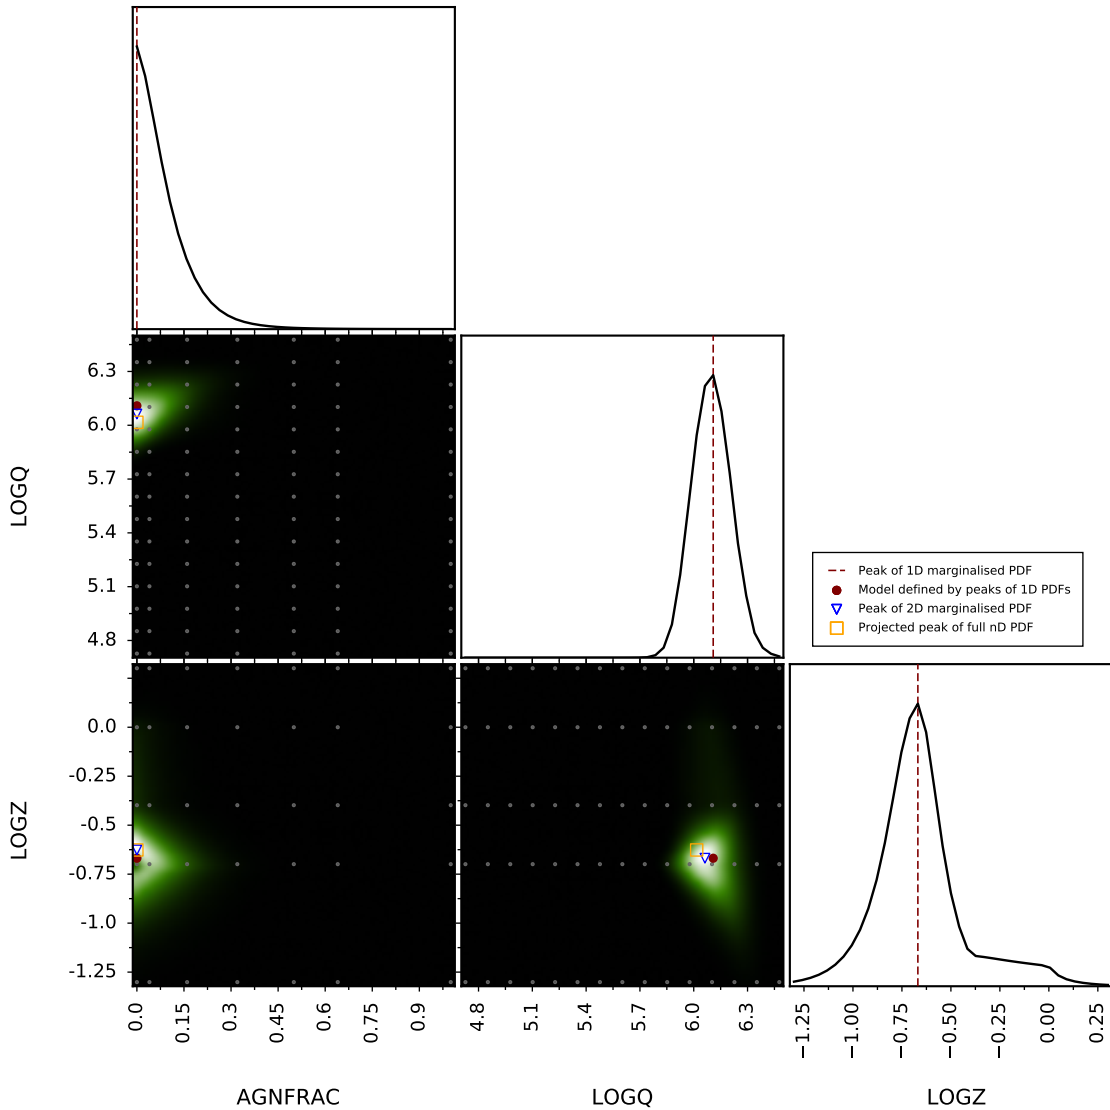 6.3
6.0
5.7
5.4
5.1
4.8
LOGQ
Peak of 1D marginalised PDF
Model defined by peaks of 1D PDFs
Peak of 2D marginalised PDF
Projected peak of full nD PDF
0.0
-0.25
-0.5
-0.75
-1.0
-1.25
LOGZ
0.0 0.15 0.3 0.45 0.6 0.75 0.9
4.8 5.1 5.4 5.7 6.0 6.3
−1.25 −1.00 −0.75 −0.50 −0.25 0.00 0.25
AGNFRAC LOGQ LOGZ